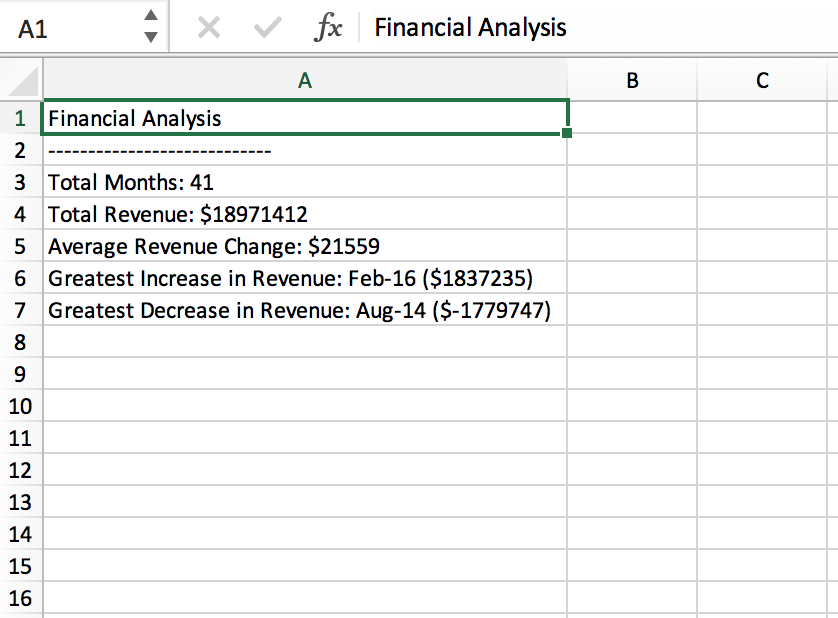 A1 fx Financial Analysis
A B C
1 Financial Analysis
2 ----------------------------
3 Total Months: 41
4 Total Revenue: $18971412
5 Average Revenue Change: $21559
6 Greatest Increase in Revenue: Feb-16 ($1837235)
7 Greatest Decrease in Revenue: Aug-14 ($-1779747)
8
9
10
11
12
13
14
15
16